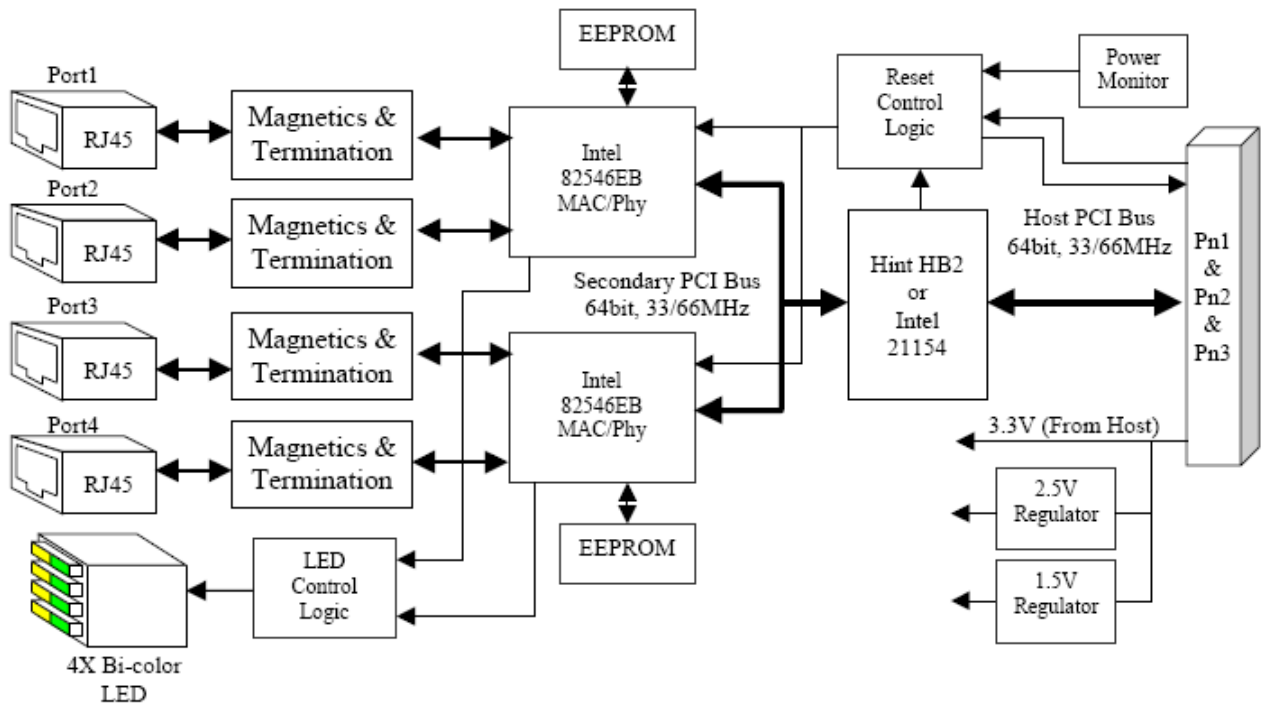 EEPROM
Port1
RJ45
Magnetics &
Termination
Intel
82546EB
MAC/Phy
Reset
Control
Logic
Power
Monitor
Port2
RJ45
Magnetics &
Termination
Secondary PCI Bus
64bit, 33/66MHz
Hint HB2
or
Intel
21154
Host PCI Bus
64bit, 33/66MHz
Pn1
&
Pn2
&
Pn3
Port3
RJ45
Magnetics &
Termination
Intel
82546EB
MAC/Phy
Port4
RJ45
Magnetics &
Termination
3.3V (From Host)
2.5V
Regulator
1.5V
Regulator
EEPROM
LED
Control
Logic
4X Bi-color
LED